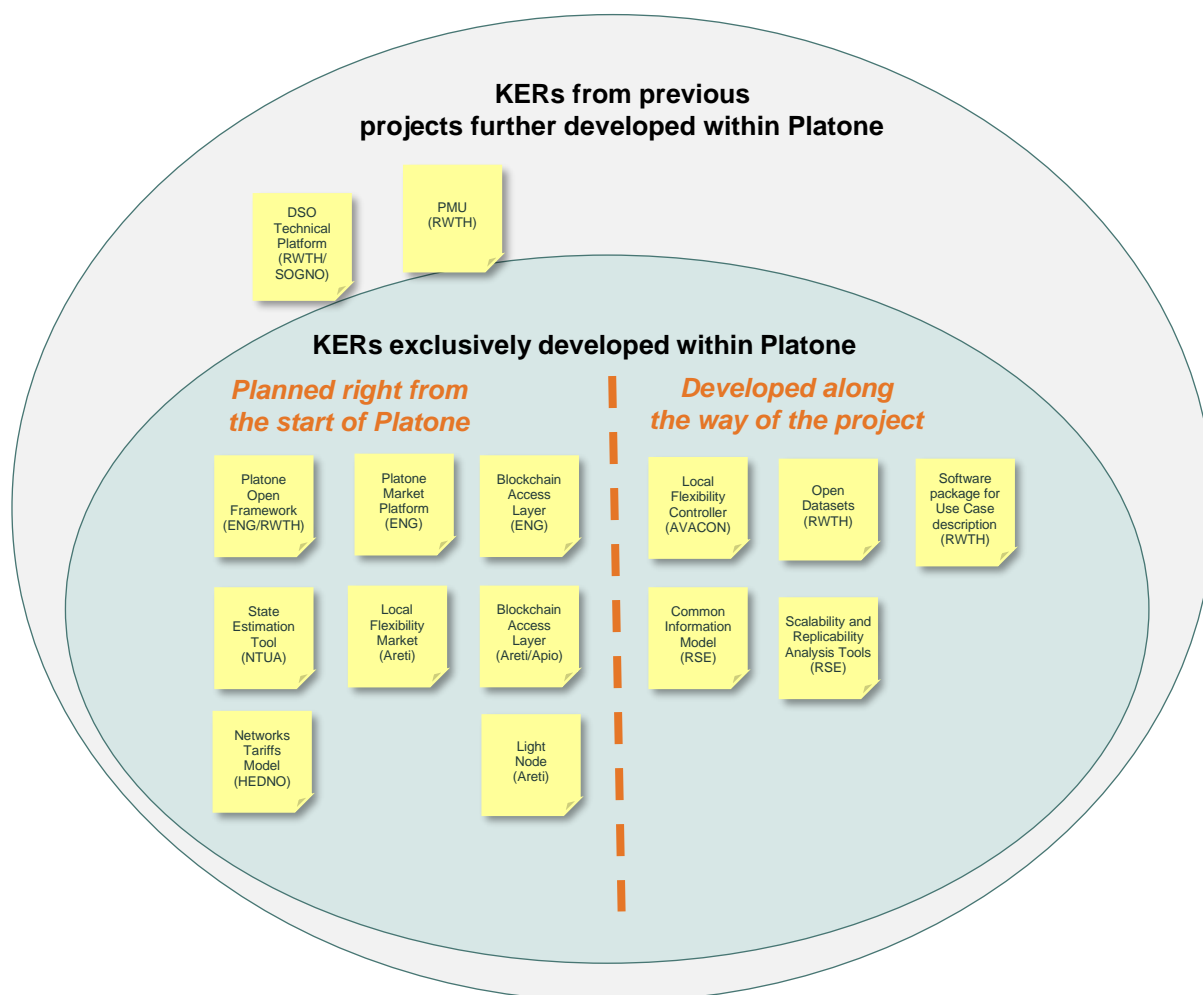 KERs from previous
projects further developed within Platone
DSO
Technical
Platform
(RWTH/
SOGNO)
PMU
(RWTH)
KERs exclusively developed within Platone
Planned right from
the start of Platone
Developed along
the way of the project
Platone
Open
Framework
(ENG/RWTH)
Platone
Market
Platform
(ENG)
Blockchain
Access
Layer
(ENG)
Local
Flexibility
Controller
(AVACON)
Open
Datasets
(RWTH)
Software
package for
Use Case
description
(RWTH)
State
Estimation
Tool
(NTUA)
Local
Flexibility
Market
(Areti)
Blockchain
Access
Layer
(Areti/Apio)
Common
Information
Model
(RSE)
Scalability and
Replicability
Analysis Tools
(RSE)
Networks
Tariffs
Model
(HEDNO)
Light
Node
(Areti)